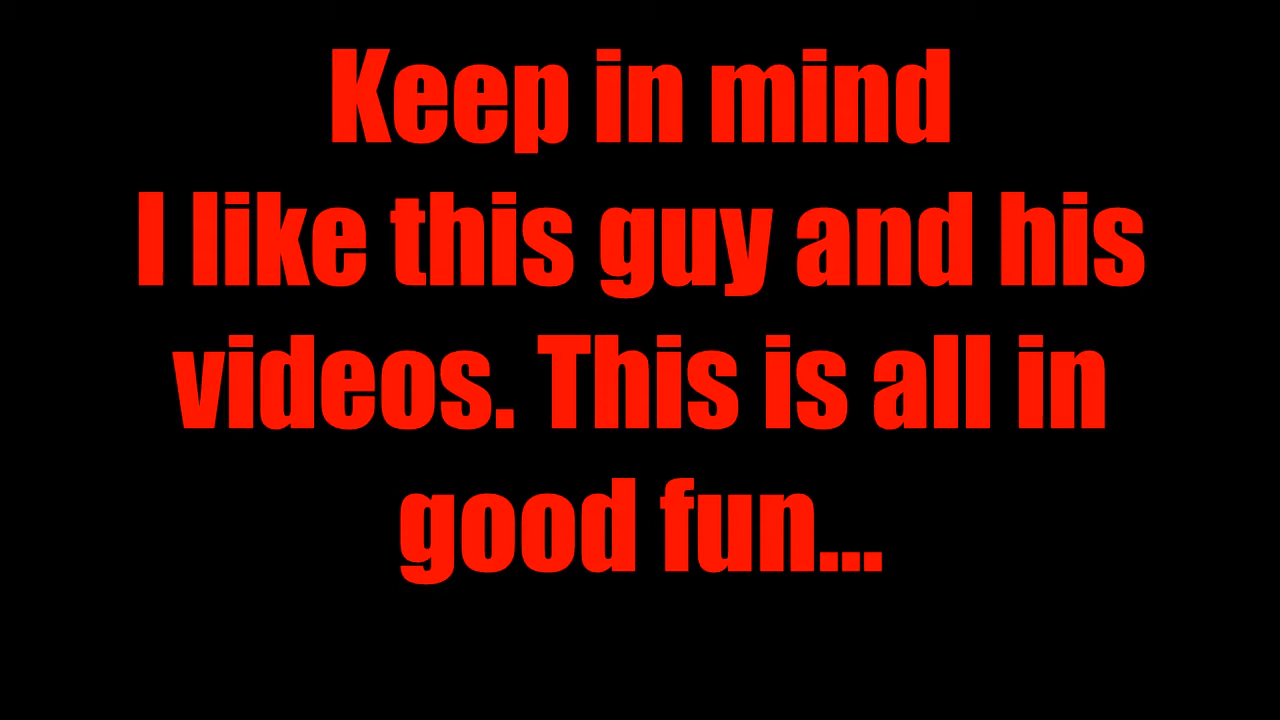 Keep in mind
I like this guy and his
videos. This is all in
good fun...